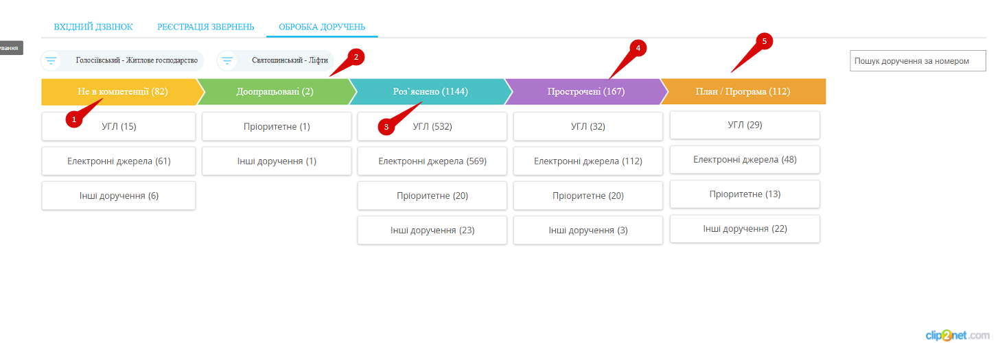 ВХІДНИЙ ДЗВІНОК РЕЄСТРАЦІЯ ЗВЕРНЕНЬ ОБРОБКА ДОРУЧЕНЬ
ування
Голосіївський - Житлове господарство Святошинський - Ліфти 2 4 5 Пошук доручення за номером
Не в компетенції (82) Доопрацьовані (2) Роз`яснено (1144) Прострочені (167) План / Програма (112)
1 3
УГЛ (15) Пріоритетне (1) УГЛ (532) УГЛ (32) УГЛ (29)
Електронні джерела (61) Інші доручення (1) Електронні джерела (569) Електронні джерела (112) Електронні джерела (48)
Інші доручення (6) Пріоритетне (20) Пріоритетне (20) Пріоритетне (13)
Інші доручення (23) Інші доручення (3) Інші доручення (22)
clip2net.com